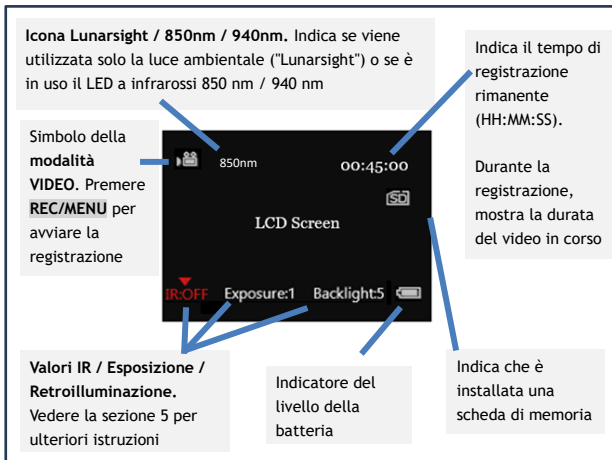 Icona Lunarsight / 850nm / 940nm. Indica se viene
utilizzata solo la luce ambientale ("Lunarsight") o se è
in uso il LED a infrarossi 850 nm / 940 nm
Indica il tempo di
registrazione
rimanente
(HH:MM:SS).
Durante la
registrazione,
mostra la durata
del video in corso
Simbolo della
modalità
VIDEO. Premere
REC/MENU per
avviare la
registrazione
850nm
00:45:00
SD
LCD Screen
IR:OFF Exposure:1 Backlight:5
Valori IR / Esposizione /
Retroilluminazione.
Vedere la sezione 5 per
ulteriori istruzioni
Indicatore del
livello della
batteria
Indica che è
installata una
scheda di memoria